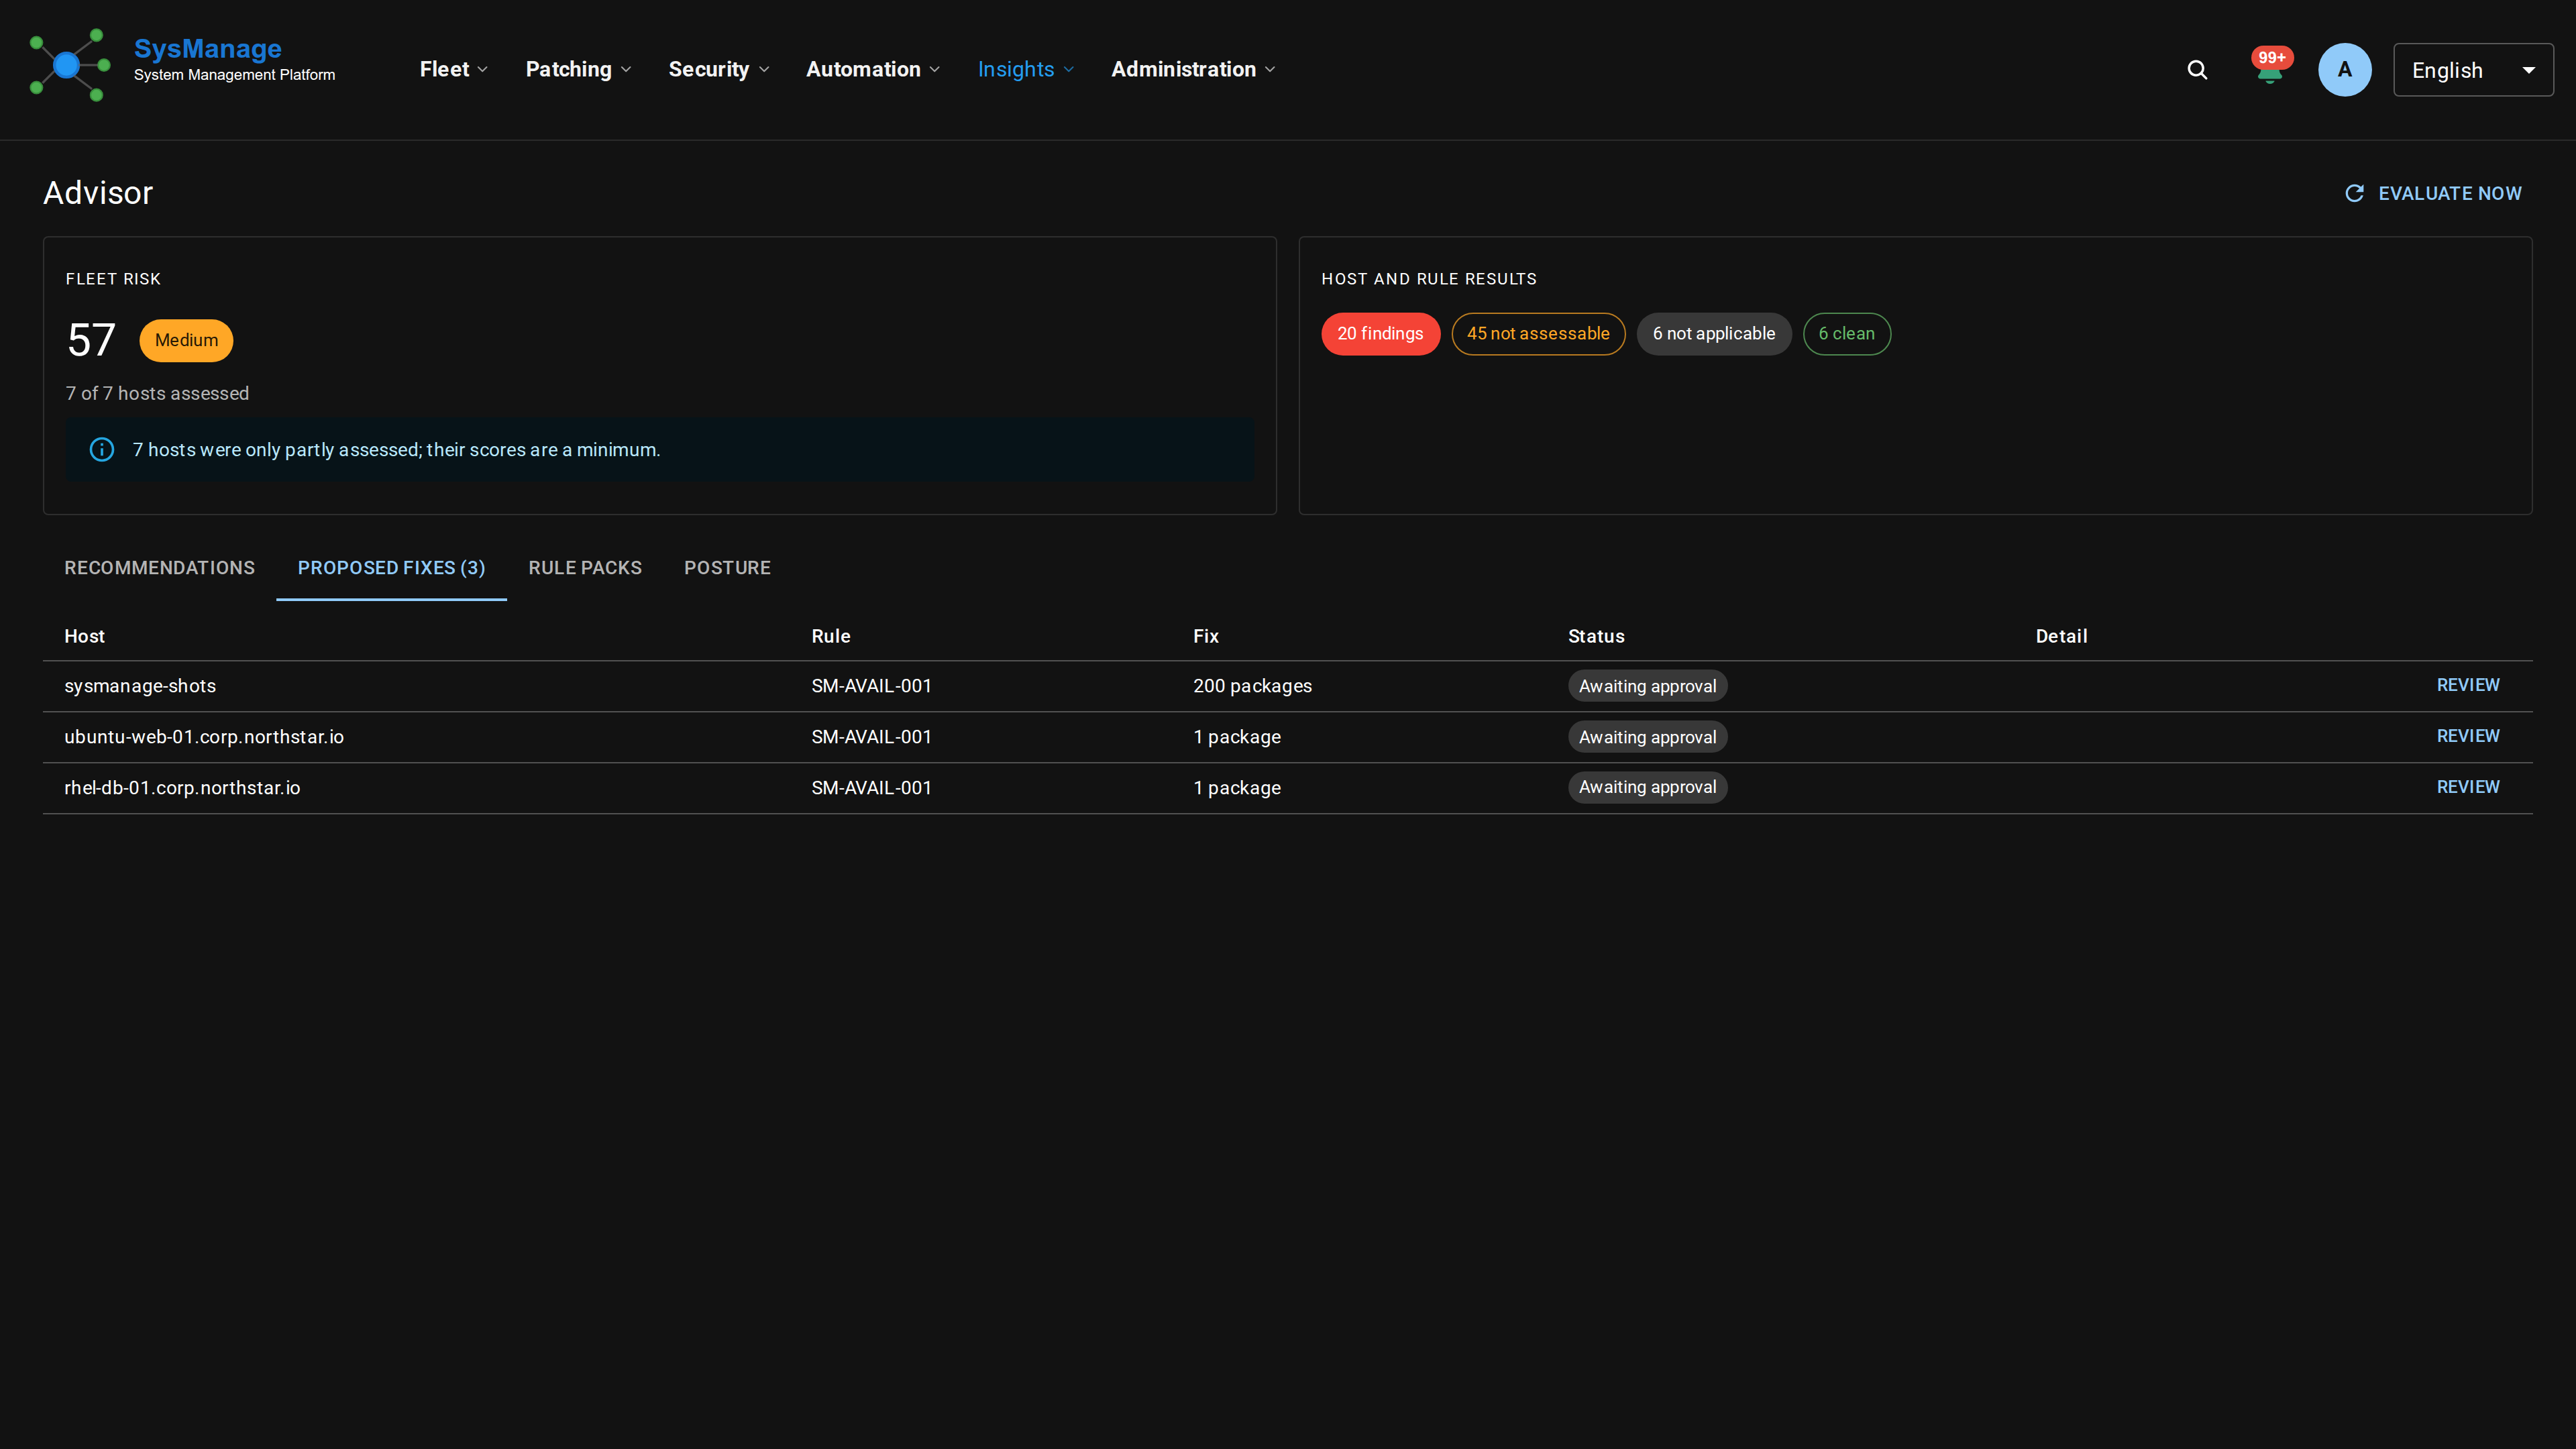 SysManage
System Management Platform
Fleet Patching Security Automation Insights Administration
99+
A
English
Advisor
EVALUATE NOW
FLEET RISK
57 Medium
7 of 7 hosts assessed
7 hosts were only partly assessed; their scores are a minimum.
HOST AND RULE RESULTS
20 findings 45 not assessable 6 not applicable 6 clean
RECOMMENDATIONS PROPOSED FIXES (3) RULE PACKS POSTURE
Host Rule Fix Status Detail
sysmanage-shots SM-AVAIL-001 200 packages Awaiting approval REVIEW
ubuntu-web-01.corp.northstar.io SM-AVAIL-001 1 package Awaiting approval REVIEW
rhel-db-01.corp.northstar.io SM-AVAIL-001 1 package Awaiting approval REVIEW